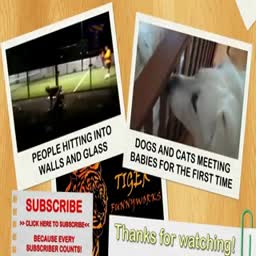 PEOPLE HITTING INTO
WALLS AND GLASS
DOGS AND CATS MEETING
BABIES FOR THE FIRST TIME
SUBSCRIBE
>> CLICK HERE TO SUBSCRIBE<<
BECAUSE EVERY
SUBSCRIBER COUNTS!
TIGER
FUNNYWORKS
Thanks for watching!